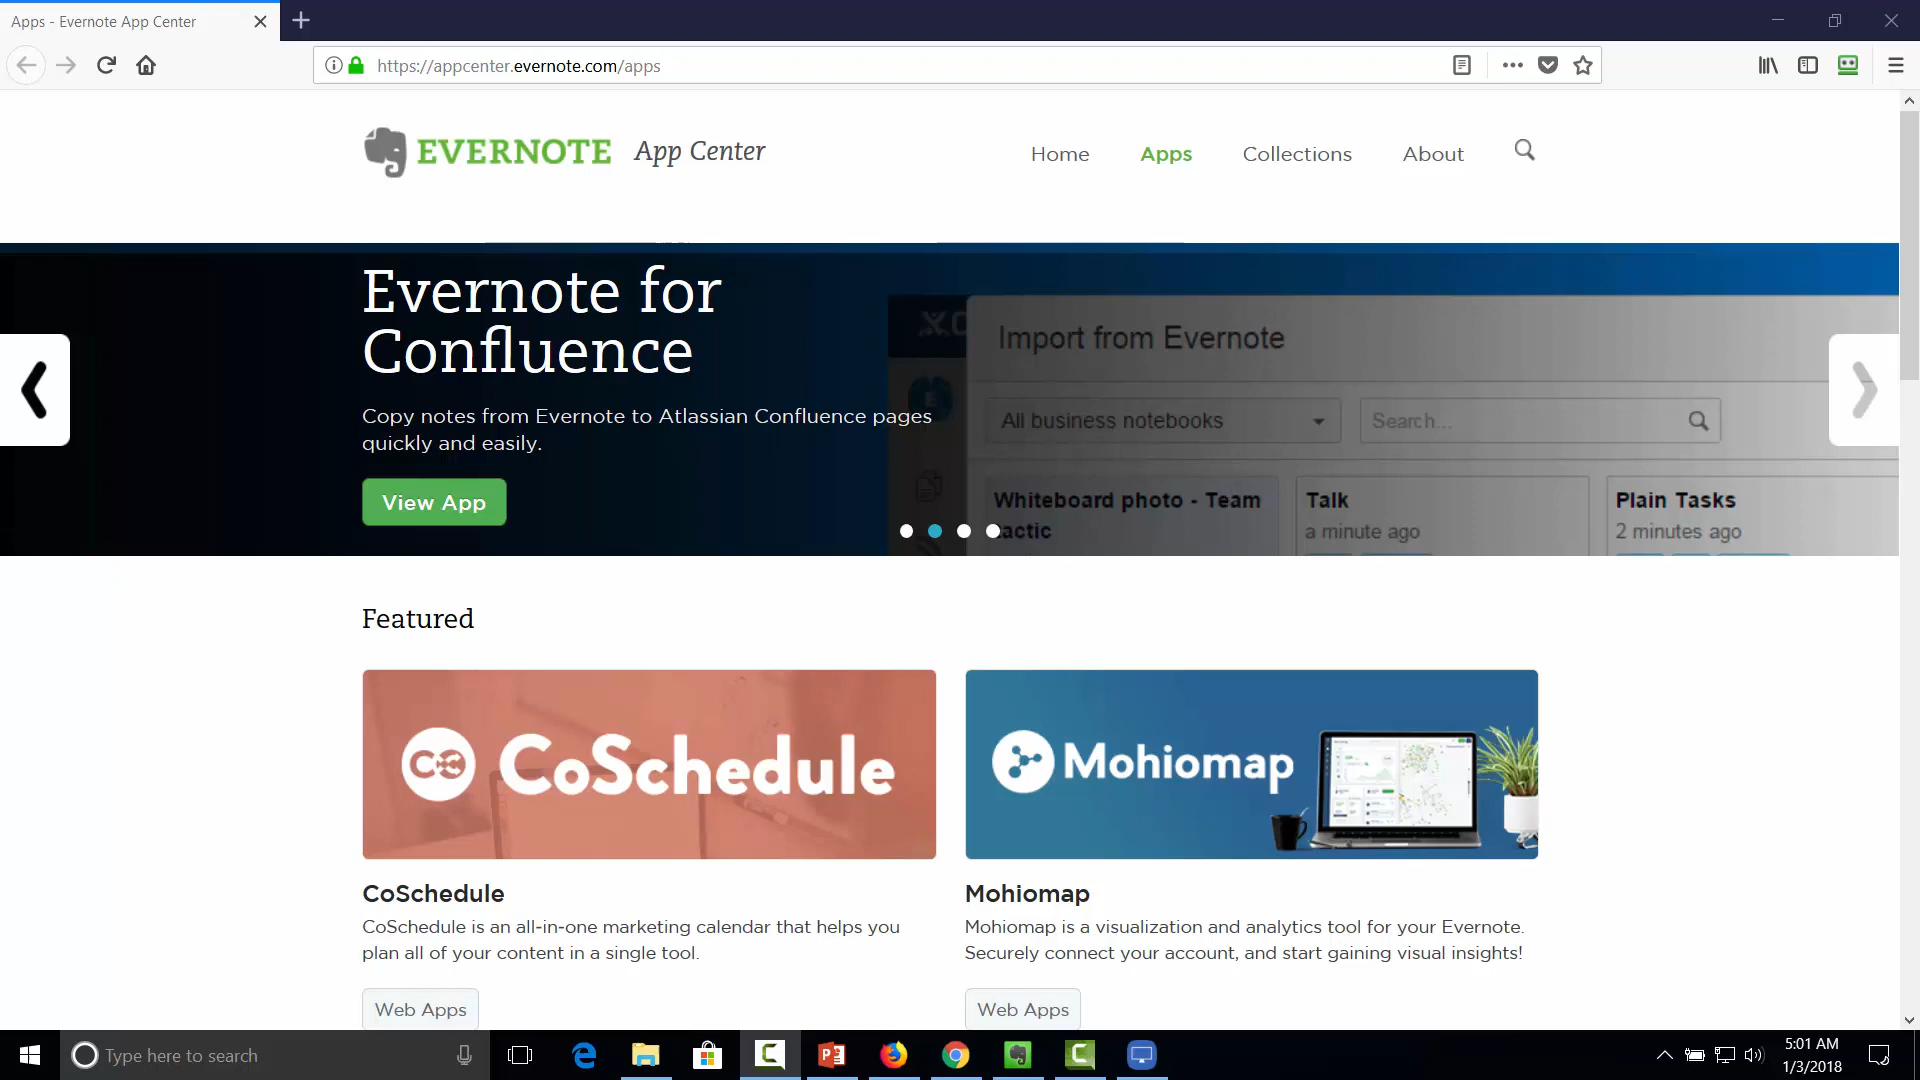 Apps - Evernote App Center
https://appcenter.evernote.com/apps
EVERNOTE App Center
Home Apps Collections About
Evernote for
Confluence
Copy notes from Evernote to Atlassian Confluence pages
quickly and easily.
View App
Import from Evernote
All business notebooks
Search...
Whiteboard photo - Team
Talk
a minute ago
Plain Tasks
2 minutes ago
Featured
CoSchedule
Mohiomap
CoSchedule
CoSchedule is an all-in-one marketing calendar that helps you
plan all of your content in a single tool.
Web Apps
Mohiomap
Mohiomap is a visualization and analytics tool for your Evernote.
Securely connect your account, and start gaining visual insights!
Web Apps
Type here to search
5:01 AM
1/3/2018